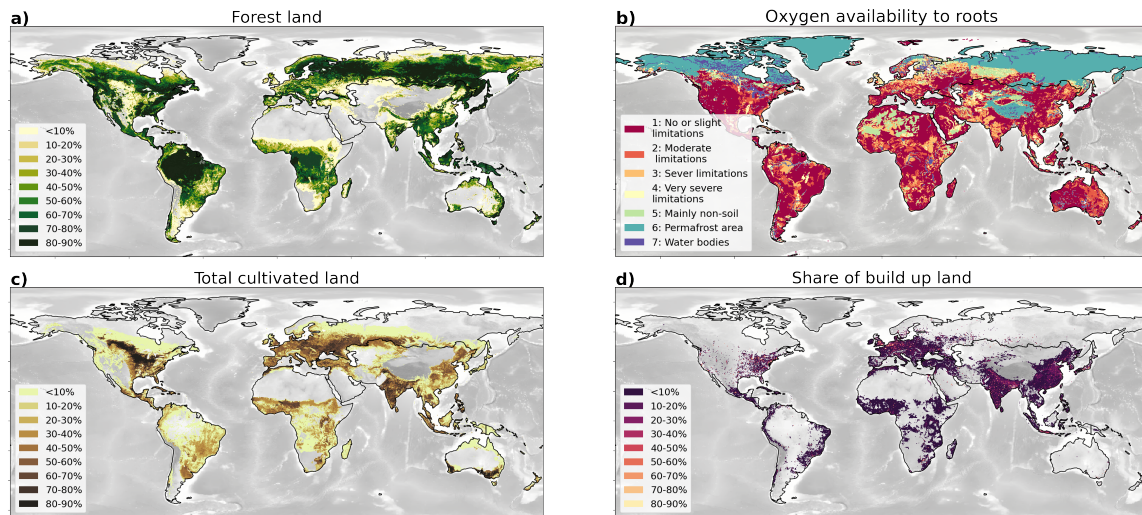 a)
Forest land
<10%
10-20%
20-30%
30-40%
40-50%
50-60%
60-70%
70-80%
80-90%
b)
Oxygen availability to roots
1: No or slight
limitations
2: Moderate
limitations
3: Sever limitations
4: Very severe
limitations
5: Mainly non-soil
6: Permafrost area
7: Water bodies
c)
Total cultivated land
<10%
10-20%
20-30%
30-40%
40-50%
50-60%
60-70%
70-80%
80-90%
d)
Share of build up land
<10%
10-20%
20-30%
30-40%
40-50%
50-60%
60-70%
70-80%
80-90%